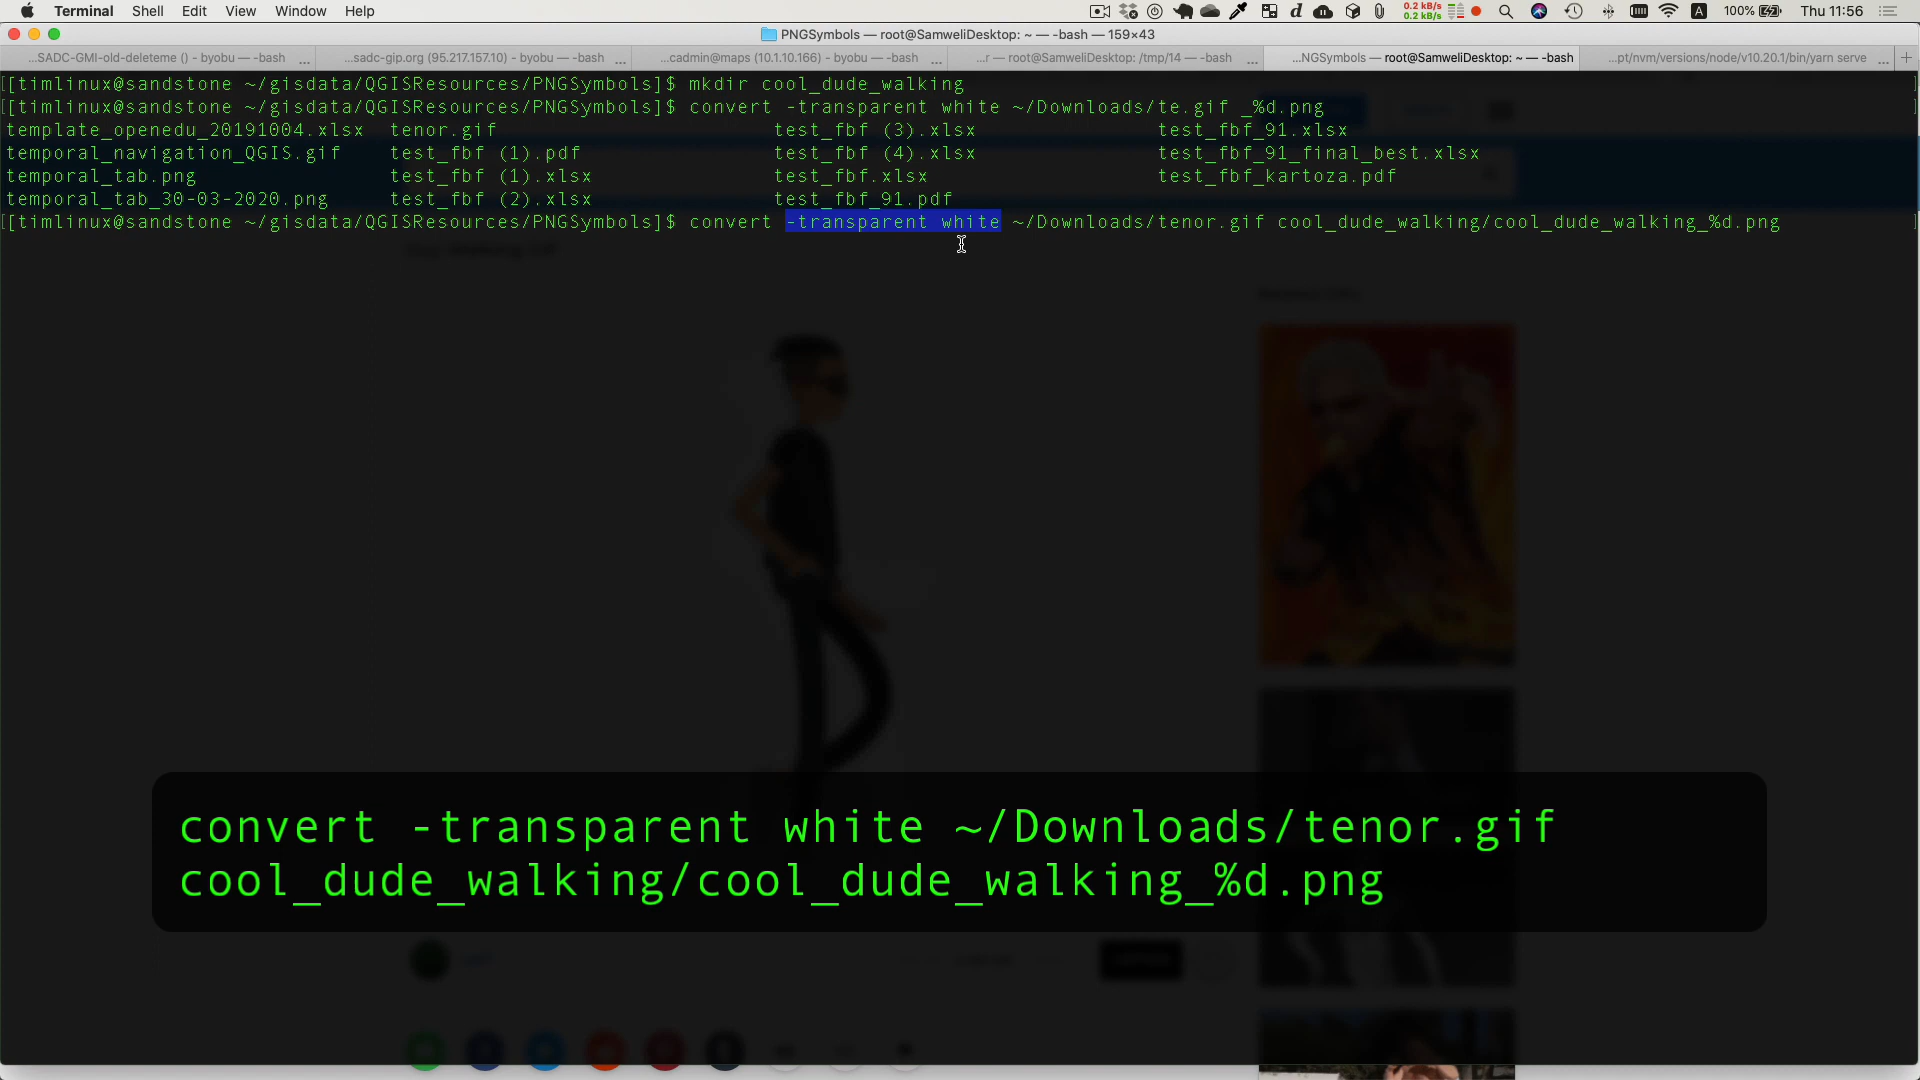 Terminal Shell Edit View Window Help 0.2 kB/s 0.2 kB/s d A 100% Thu 11:56
PNGSymbols — root@SamweliDesktop: ~ — -bash — 159×43
...SADC-GMI-old-deleteme () - byobu — -bash ... ...sadc-gip.org (95.217.157.10) - byobu — -bash ... ...cadmin@maps (10.1.10.166) - byobu — -bash ... ...r — root@SamweliDesktop: /tmp/14 — -bash ... ...NGSymbols — root@SamweliDesktop: ~ — -bash ...pt/nvm/versions/node/v10.20.1/bin/yarn serve ... +
[[timlinux@sandstone ~/gisdata/QGISResources/PNGSymbols]$ mkdir cool_dude_walking ]
[[timlinux@sandstone ~/gisdata/QGISResources/PNGSymbols]$ convert -transparent white ~/Downloads/te.gif _%d.png ]
template_openedu_20191004.xlsx tenor.gif test_fbf (3).xlsx test_fbf_91.xlsx
temporal_navigation_QGIS.gif test_fbf (1).pdf test_fbf (4).xlsx test_fbf_91_final_best.xlsx
temporal_tab.png test_fbf (1).xlsx test_fbf.xlsx test_fbf_kartoza.pdf
temporal_tab_30-03-2020.png test_fbf (2).xlsx test_fbf_91.pdf
[[timlinux@sandstone ~/gisdata/QGISResources/PNGSymbols]$ convert -transparent white ~/Downloads/tenor.gif cool_dude_walking/cool_dude_walking_%d.png ]
convert -transparent white ~/Downloads/tenor.gif
cool_dude_walking/cool_dude_walking_%d.png